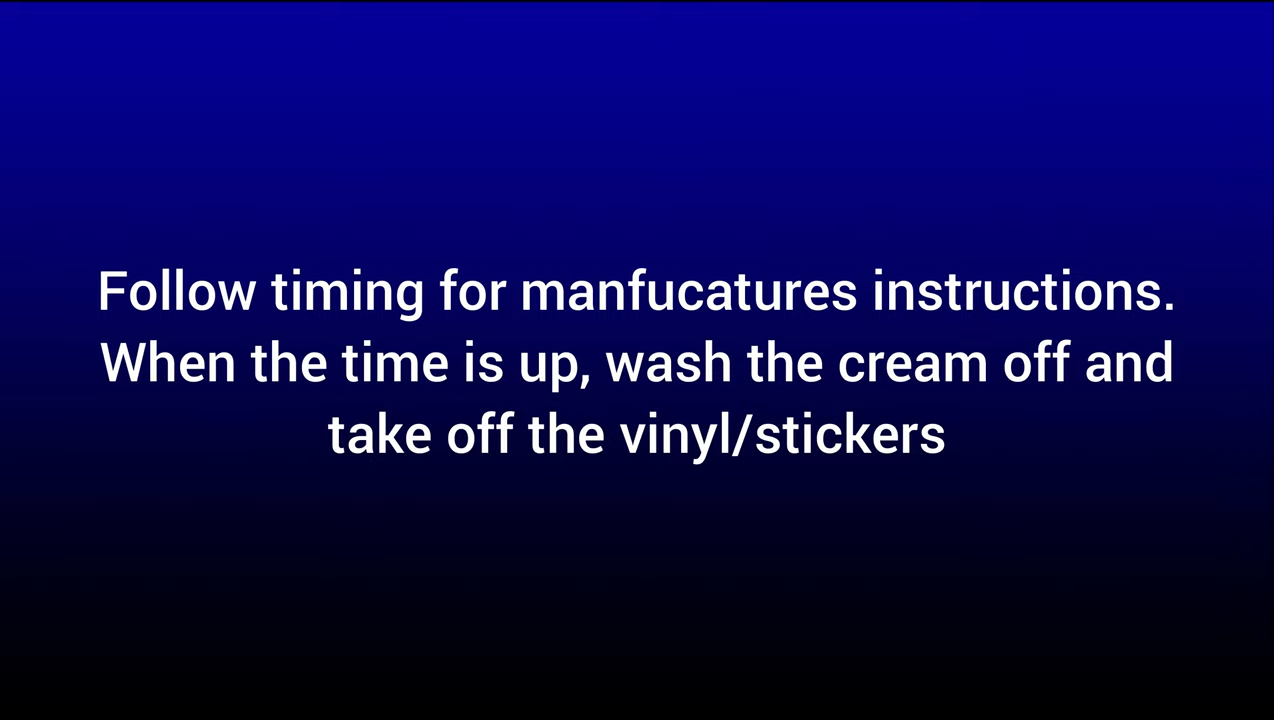 Follow timing for manfucatures instructions.
When the time is up, wash the cream off and
take off the vinyl/stickers